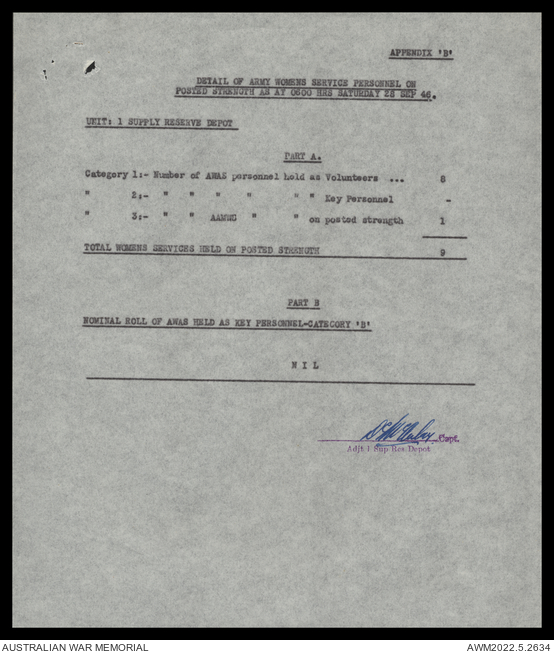 APPENDIX 'B'
DETAIL OF ARMY WOMENS SERVICE PERSONNEL ON
POSTED STRENGTH AS AT 0600 HRS SATURDAY 28 SEP 46.
UNIT: 1 SUPPLY RESERVE DEPOT
PART A.
Category 1:- Number of AWAS personnel held as Volunteers ... 8
" 2:- " " " " " " Key Personnel -
" 3:- " " AAMWS " " on posted strength 1
TOTAL WOMENS SERVICES HELD ON POSTED STRENGTH 9
PART B
NOMINAL ROLL OF AWAS HELD AS KEY PERSONNEL-CATEGORY 'B'
N I L
Capt.
Adjt 1 Sup Res Depot
AUSTRALIAN WAR MEMORIAL AWM2022.5.2634